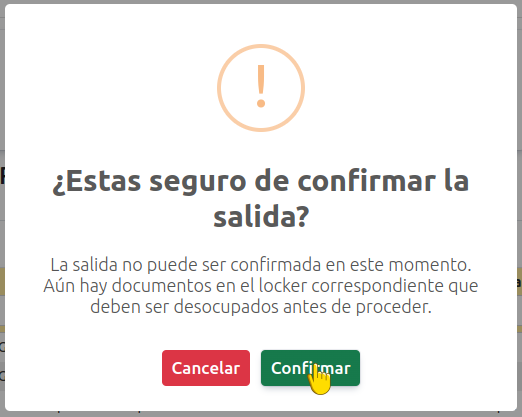 !
¿Estas seguro de confirmar la
salida?
La salida no puede ser confirmada en este momento.
Aún hay documentos en el locker correspondiente que
deben ser desocupados antes de proceder.
Cancelar
Confirmar